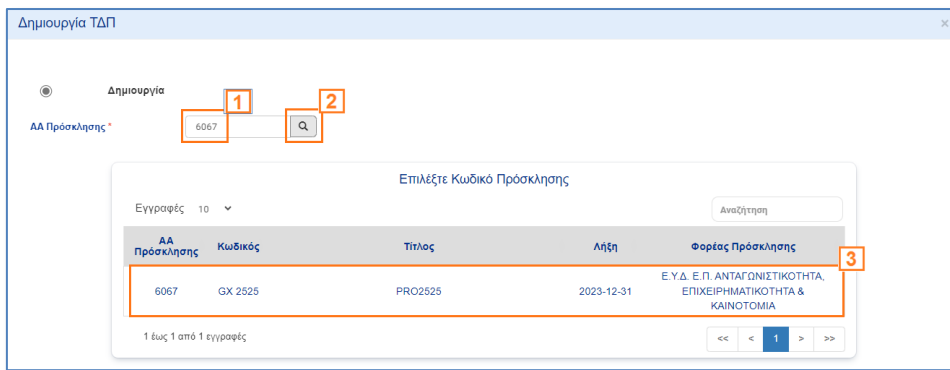 Δημιουργία ΤΔΠ ×
Δημιουργία
1 2
ΑΑ Πρόσκλησης * 6067
Επιλέξτε Κωδικό Πρόσκλησης
Εγγραφές 10 Αναζήτηση
ΑΑ Πρόσκλησης Κωδικός Τίτλος Λήξη Φορέας Πρόσκλησης
3
6067 GX 2525 PRO2525 2023-12-31 Ε.Υ.Δ. Ε.Π. ΑΝΤΑΓΩΝΙΣΤΙΚΟΤΗΤΑ,
ΕΠΙΧΕΙΡΗΜΑΤΙΚΟΤΗΤΑ &
ΚΑΙΝΟΤΟΜΙΑ
1 έως 1 από 1 εγγραφές << < 1 > >>